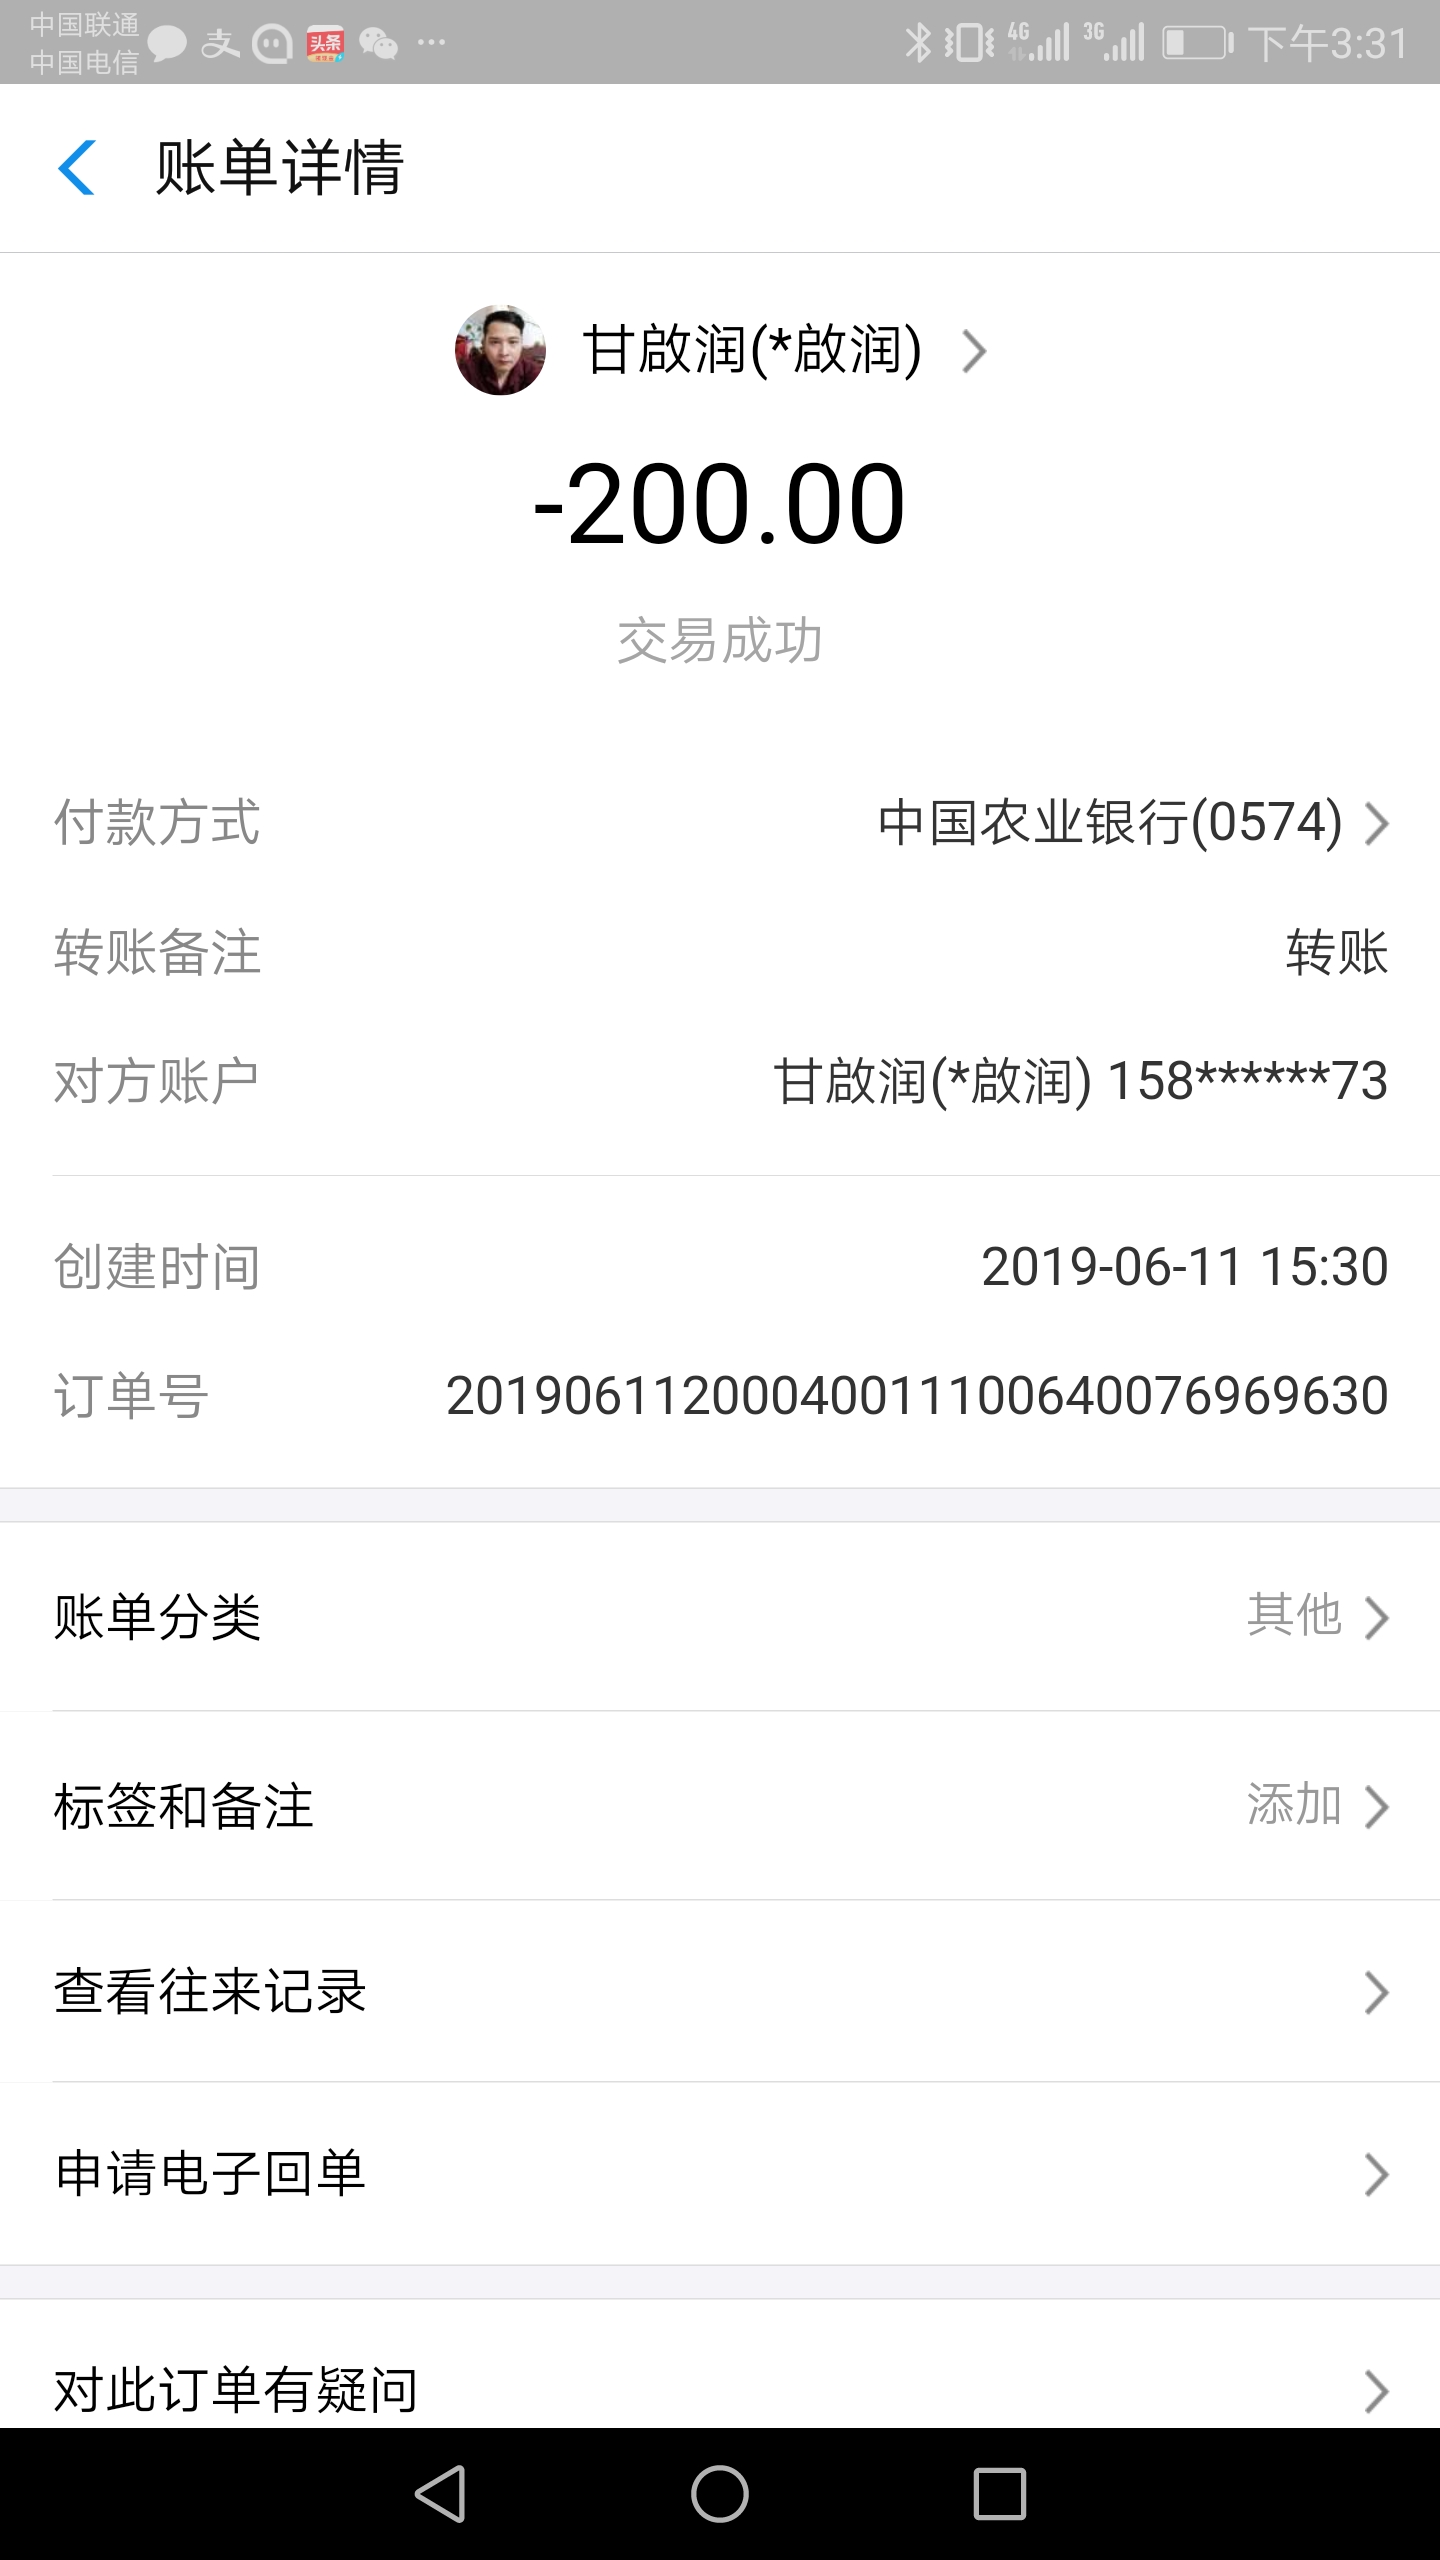 中国联通
中国电信
支
头条
4G
3G
下午3:31
账单详情
甘啟润(*啟润)
-200.00
交易成功
付款方式 中国农业银行(0574)
转账备注 转账
对方账户 甘啟润(*啟润) 158******73
创建时间 2019-06-11 15:30
订单号 20190611200040011100640076969630
账单分类 其他
标签和备注 添加
查看往来记录
申请电子回单
对此订单有疑问